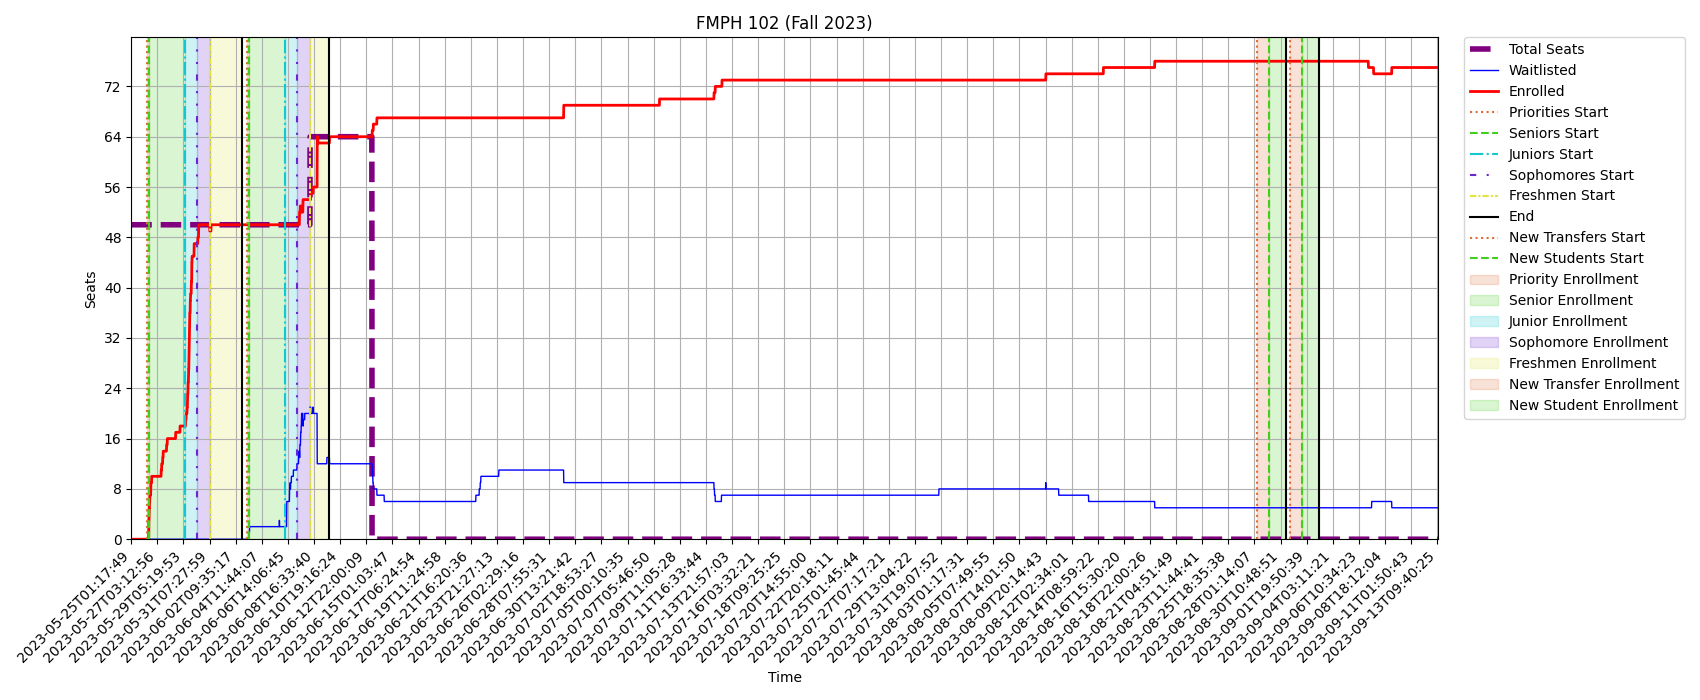 FMPH 102 (Fall 2023)
Seats
72
64
56
48
40
32
24
16
8
0
2023-05-25T01:17:49
2023-05-27T03:12:56
2023-05-29T05:19:53
2023-05-31T07:27:59
2023-06-02T09:35:17
2023-06-04T11:44:07
2023-06-06T14:06:45
2023-06-08T16:33:40
2023-06-10T19:16:24
2023-06-12T22:00:09
2023-06-15T01:03:47
2023-06-17T06:24:54
2023-06-19T11:24:58
2023-06-21T16:20:36
2023-06-23T21:27:13
2023-06-26T02:29:16
2023-06-28T07:55:31
2023-06-30T13:21:42
2023-07-02T18:53:27
2023-07-05T00:10:35
2023-07-07T05:46:50
2023-07-09T11:05:28
2023-07-11T16:33:44
2023-07-13T21:57:03
2023-07-16T03:32:21
2023-07-18T09:25:25
2023-07-20T14:55:00
2023-07-22T20:18:11
2023-07-25T01:45:44
2023-07-27T07:17:21
2023-07-29T13:04:22
2023-07-31T19:07:52
2023-08-03T01:17:31
2023-08-05T07:49:55
2023-08-07T14:01:50
2023-08-09T20:14:43
2023-08-12T02:34:01
2023-08-14T08:59:22
2023-08-16T15:30:20
2023-08-18T22:00:26
2023-08-21T04:51:49
2023-08-23T11:44:41
2023-08-25T18:35:38
2023-08-28T01:14:07
2023-08-30T10:48:51
2023-09-01T19:50:39
2023-09-04T03:11:21
2023-09-06T10:34:23
2023-09-08T18:12:04
2023-09-11T01:50:43
2023-09-13T09:40:25
Time
Total Seats
Waitlisted
Enrolled
Priorities Start
Seniors Start
Juniors Start
Sophomores Start
Freshmen Start
End
New Transfers Start
New Students Start
Priority Enrollment
Senior Enrollment
Junior Enrollment
Sophomore Enrollment
Freshmen Enrollment
New Transfer Enrollment
New Student Enrollment